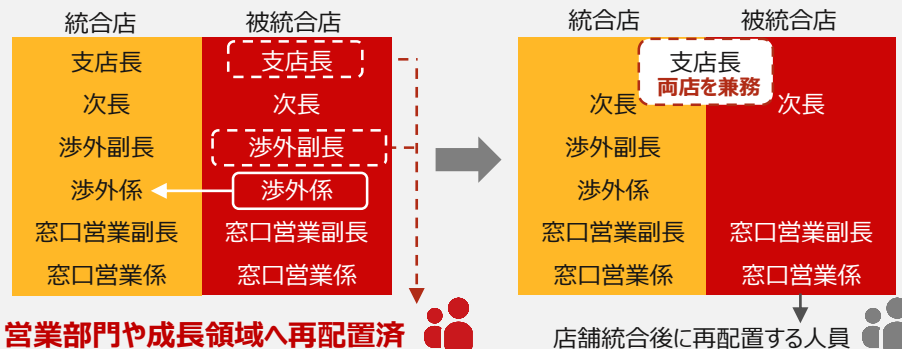 統合店
被統合店
支店長
次長
渉外副長
渉外係
窓口営業副長
窓口営業係
支店長
次長
渉外副長
渉外係
窓口営業副長
窓口営業係
営業部門や成長領域へ再配置済
統合店
被統合店
支店長
両店を兼務
次長
渉外副長
渉外係
窓口営業副長
窓口営業係
次長
窓口営業副長
窓口営業係
店舗統合後に再配置する人員